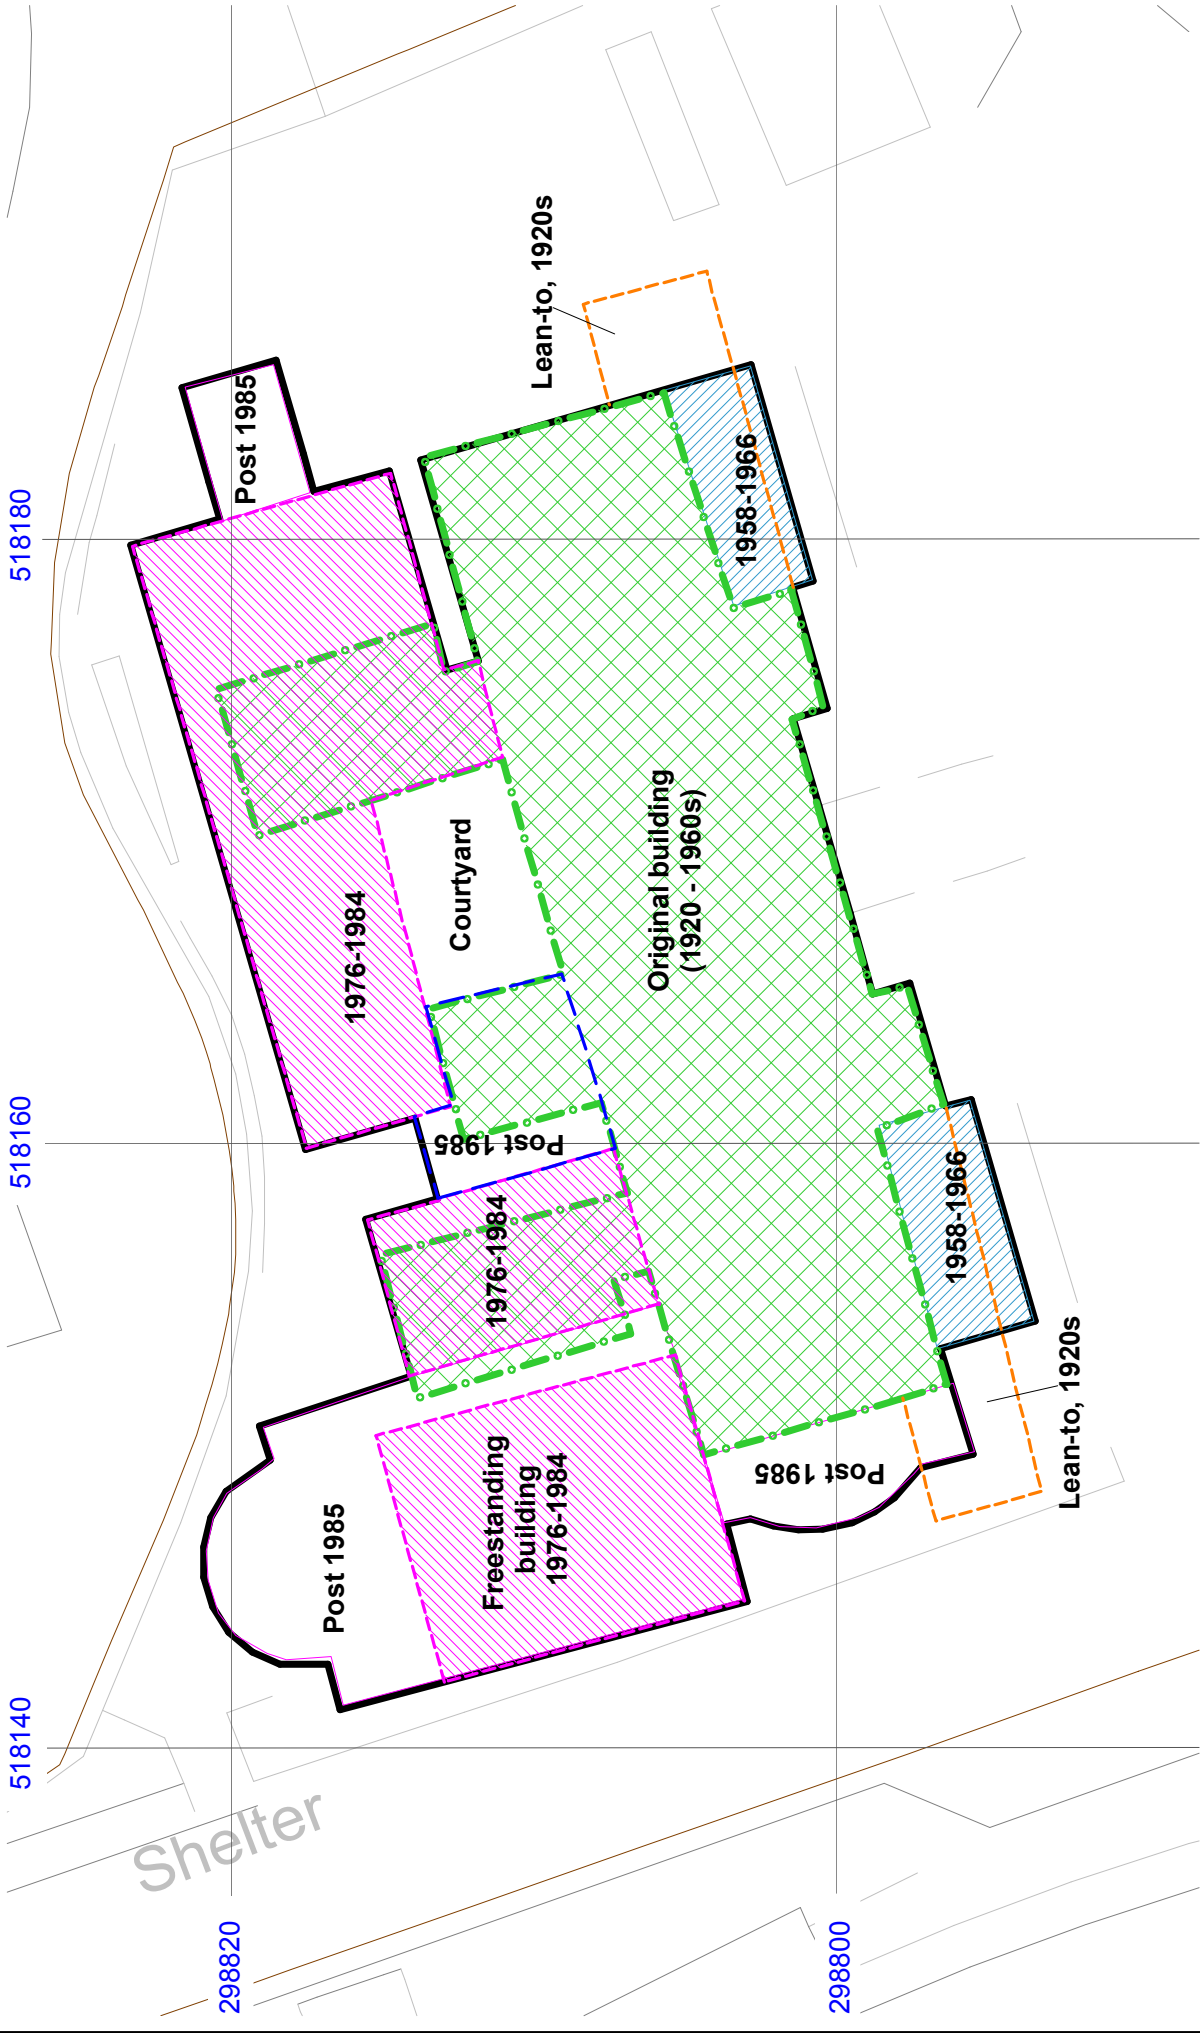 Lean-to, 1920s
Post 1985
518180
1958-1966
Original building
(1920 - 1960s)
Courtyard
1976-1984
518160
Post 1985
1976-1984
1958-1966
Lean-to, 1920s
Post 1985
Freestanding
building
1976-1984
Post 1985
518140
Shelter
298820
298800